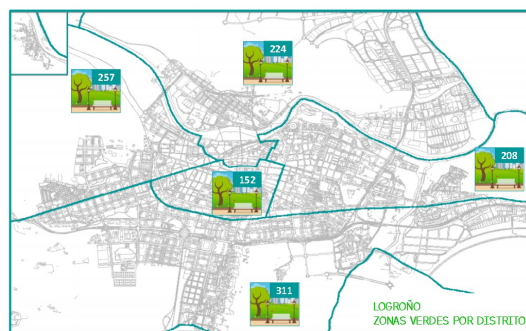 224
257
208
152
311
LOGROÑO
ZONAS VERDES POR DISTRITO